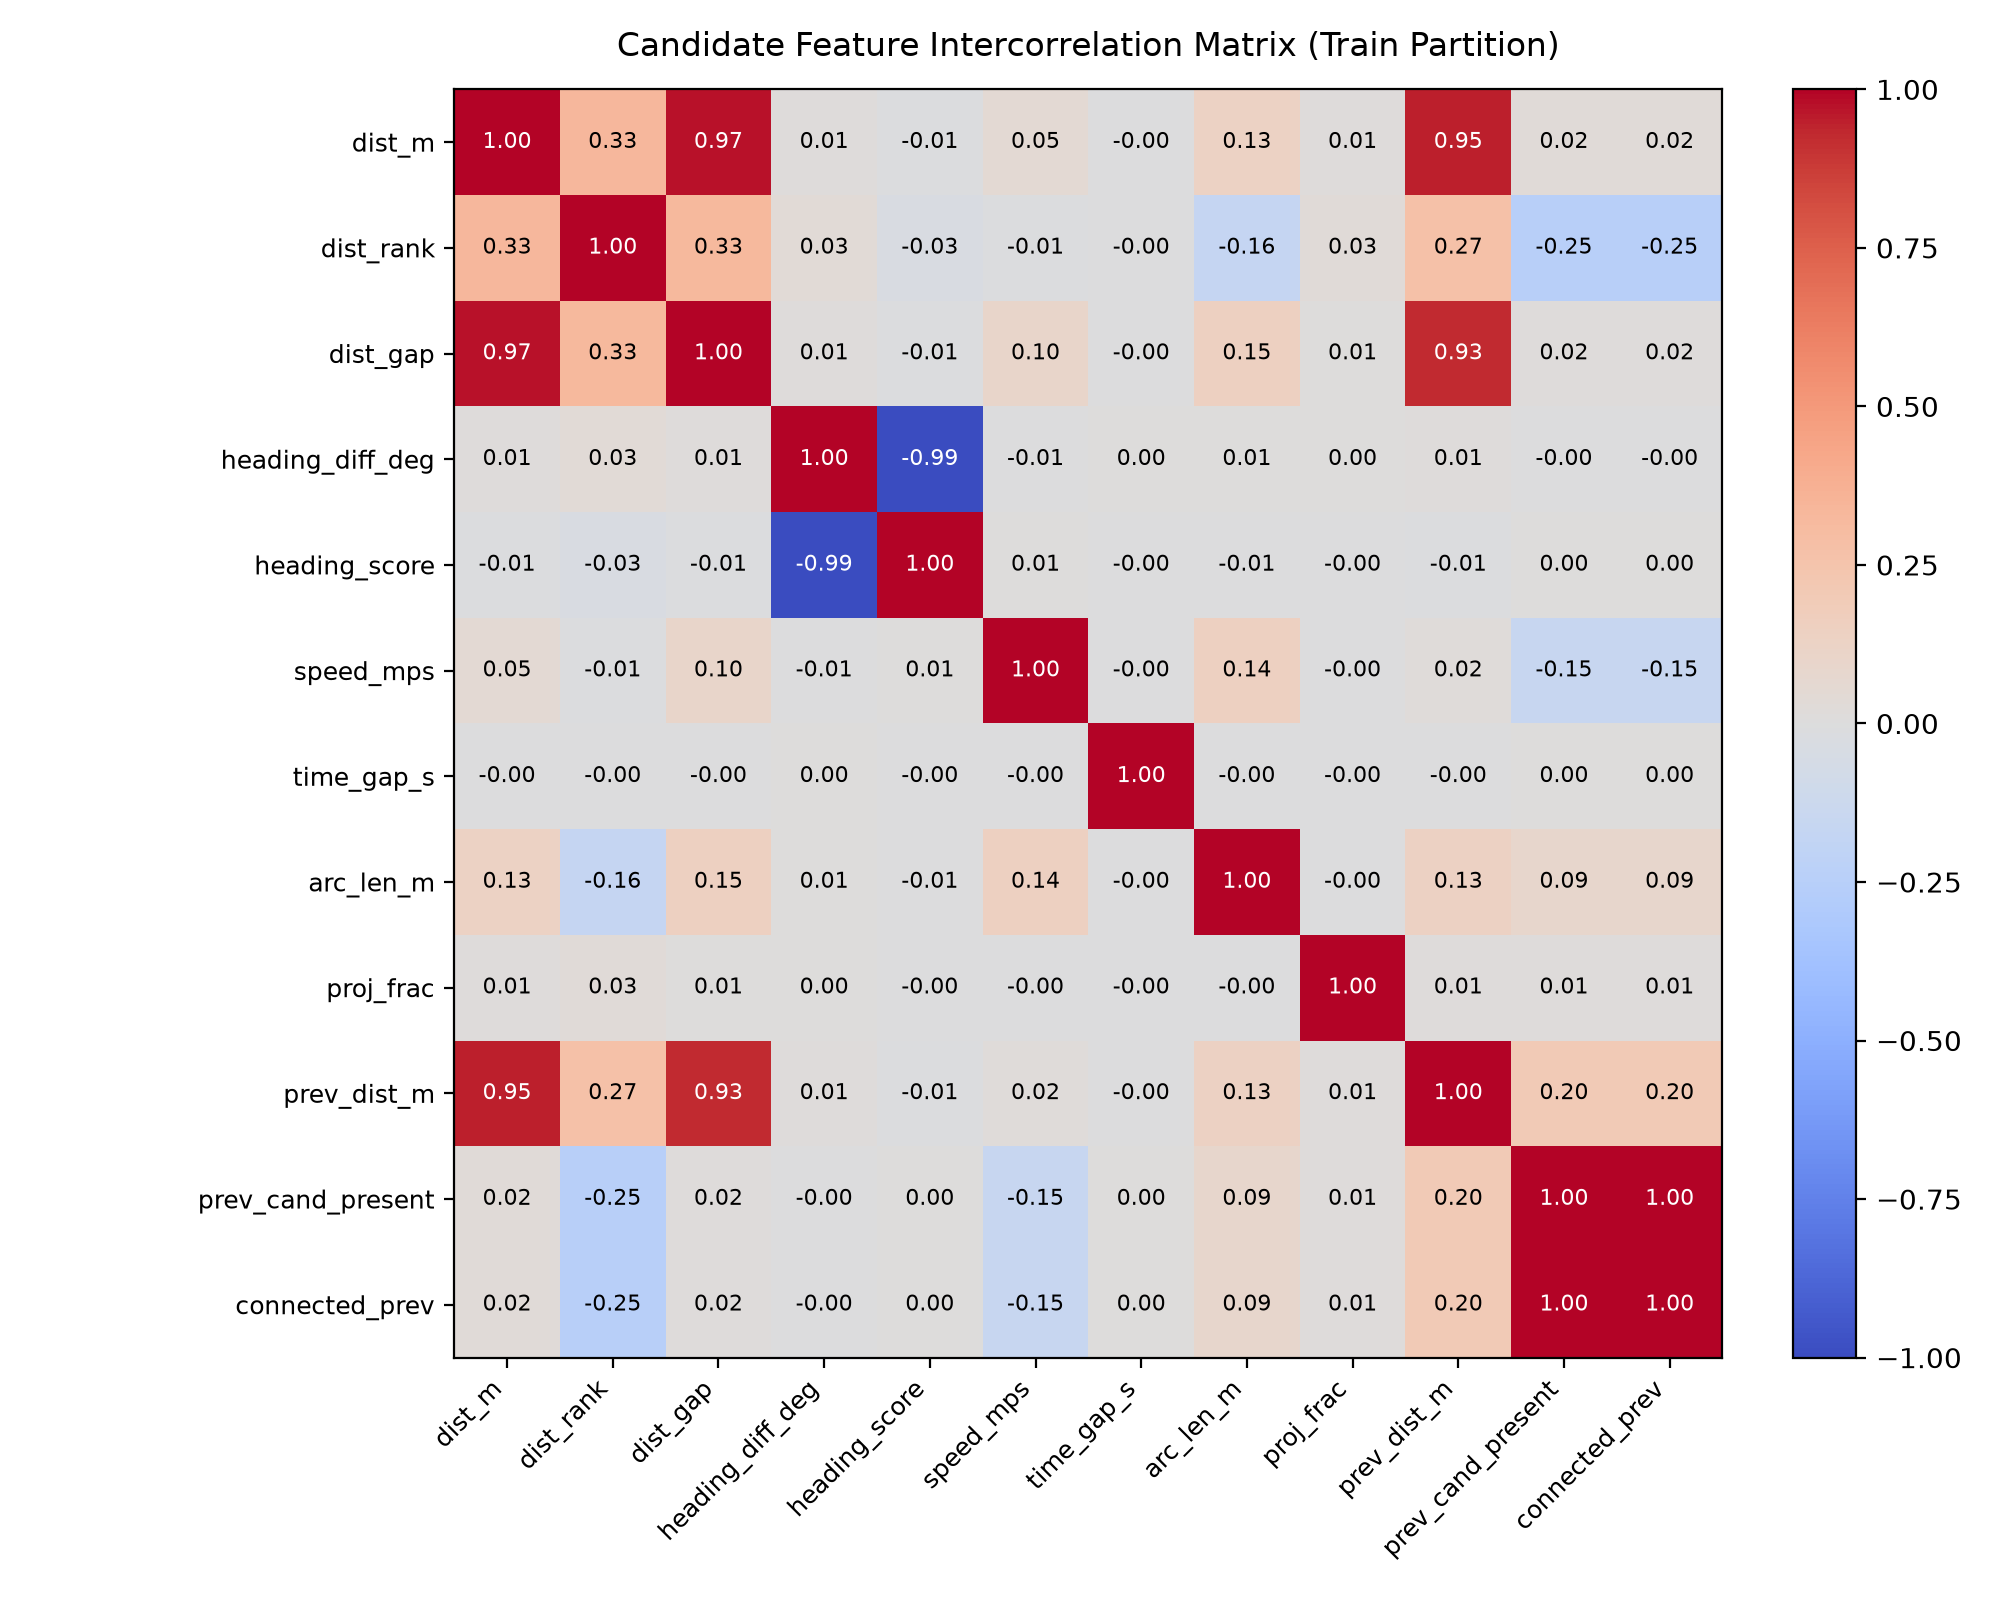 Candidate Feature Intercorrelation Matrix (Train Partition)
dist_m 1.00 0.33 0.97 0.01 -0.01 0.05 -0.00 0.13 0.01 0.95 0.02 0.02
dist_rank 0.33 1.00 0.33 0.03 -0.03 -0.01 -0.00 -0.16 0.03 0.27 -0.25 -0.25
dist_gap 0.97 0.33 1.00 0.01 -0.01 0.10 -0.00 0.15 0.01 0.93 0.02 0.02
heading_diff_deg 0.01 0.03 0.01 1.00 -0.99 -0.01 0.00 0.01 0.00 0.01 -0.00 -0.00
heading_score -0.01 -0.03 -0.01 -0.99 1.00 0.01 -0.00 -0.01 -0.00 -0.01 0.00 0.00
speed_mps 0.05 -0.01 0.10 -0.01 0.01 1.00 -0.00 0.14 -0.00 0.02 -0.15 -0.15
time_gap_s -0.00 -0.00 -0.00 0.00 -0.00 -0.00 1.00 -0.00 -0.00 -0.00 0.00 0.00
arc_len_m 0.13 -0.16 0.15 0.01 -0.01 0.14 -0.00 1.00 -0.00 0.13 0.09 0.09
proj_frac 0.01 0.03 0.01 0.00 -0.00 -0.00 -0.00 -0.00 1.00 0.01 0.01 0.01
prev_dist_m 0.95 0.27 0.93 0.01 -0.01 0.02 -0.00 0.13 0.01 1.00 0.20 0.20
prev_cand_present 0.02 -0.25 0.02 -0.00 0.00 -0.15 0.00 0.09 0.01 0.20 1.00 1.00
connected_prev 0.02 -0.25 0.02 -0.00 0.00 -0.15 0.00 0.09 0.01 0.20 1.00 1.00
dist_m
dist_rank
dist_gap
heading_diff_deg
heading_score
speed_mps
time_gap_s
arc_len_m
proj_frac
prev_dist_m
prev_cand_present
connected_prev
1.00
0.75
0.50
0.25
0.00
−0.25
−0.50
−0.75
−1.00